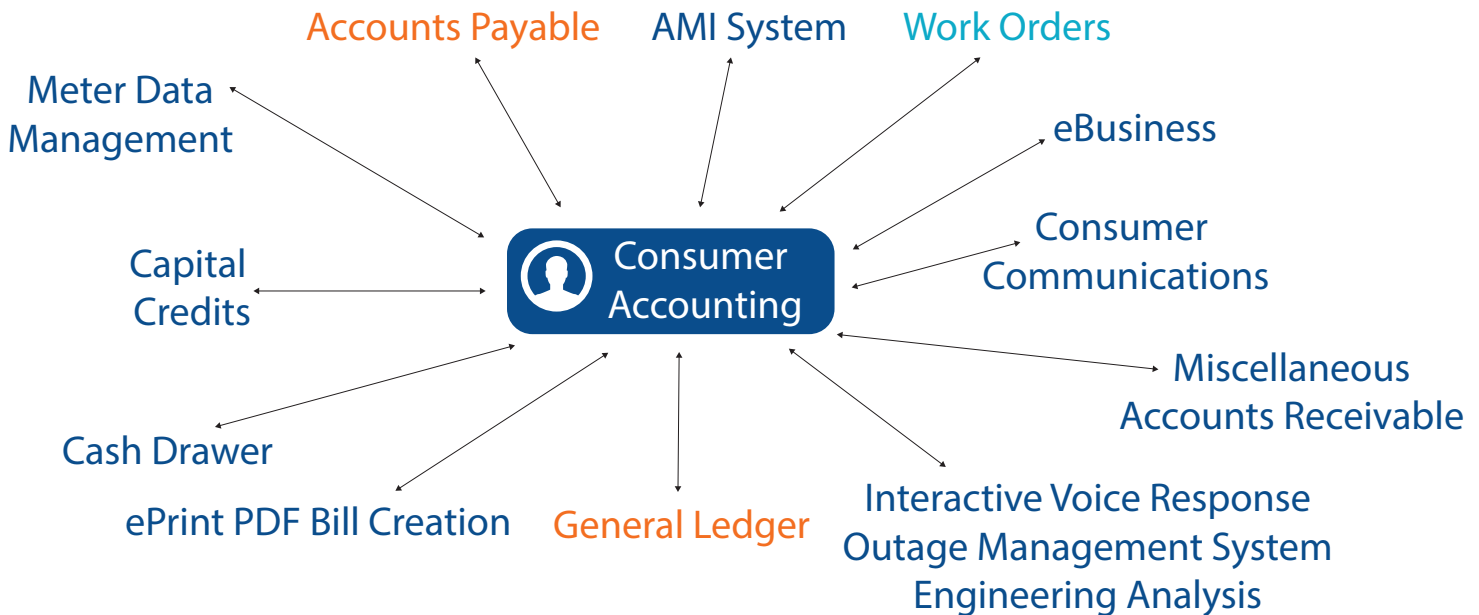 Accounts Payable
AMI System
Work Orders
Meter Data
Management
eBusiness
Consumer
Communications
Capital
Credits
Consumer
Accounting
Miscellaneous
Accounts Receivable
Cash Drawer
ePrint PDF Bill Creation
General Ledger
Interactive Voice Response
Outage Management System
Engineering Analysis